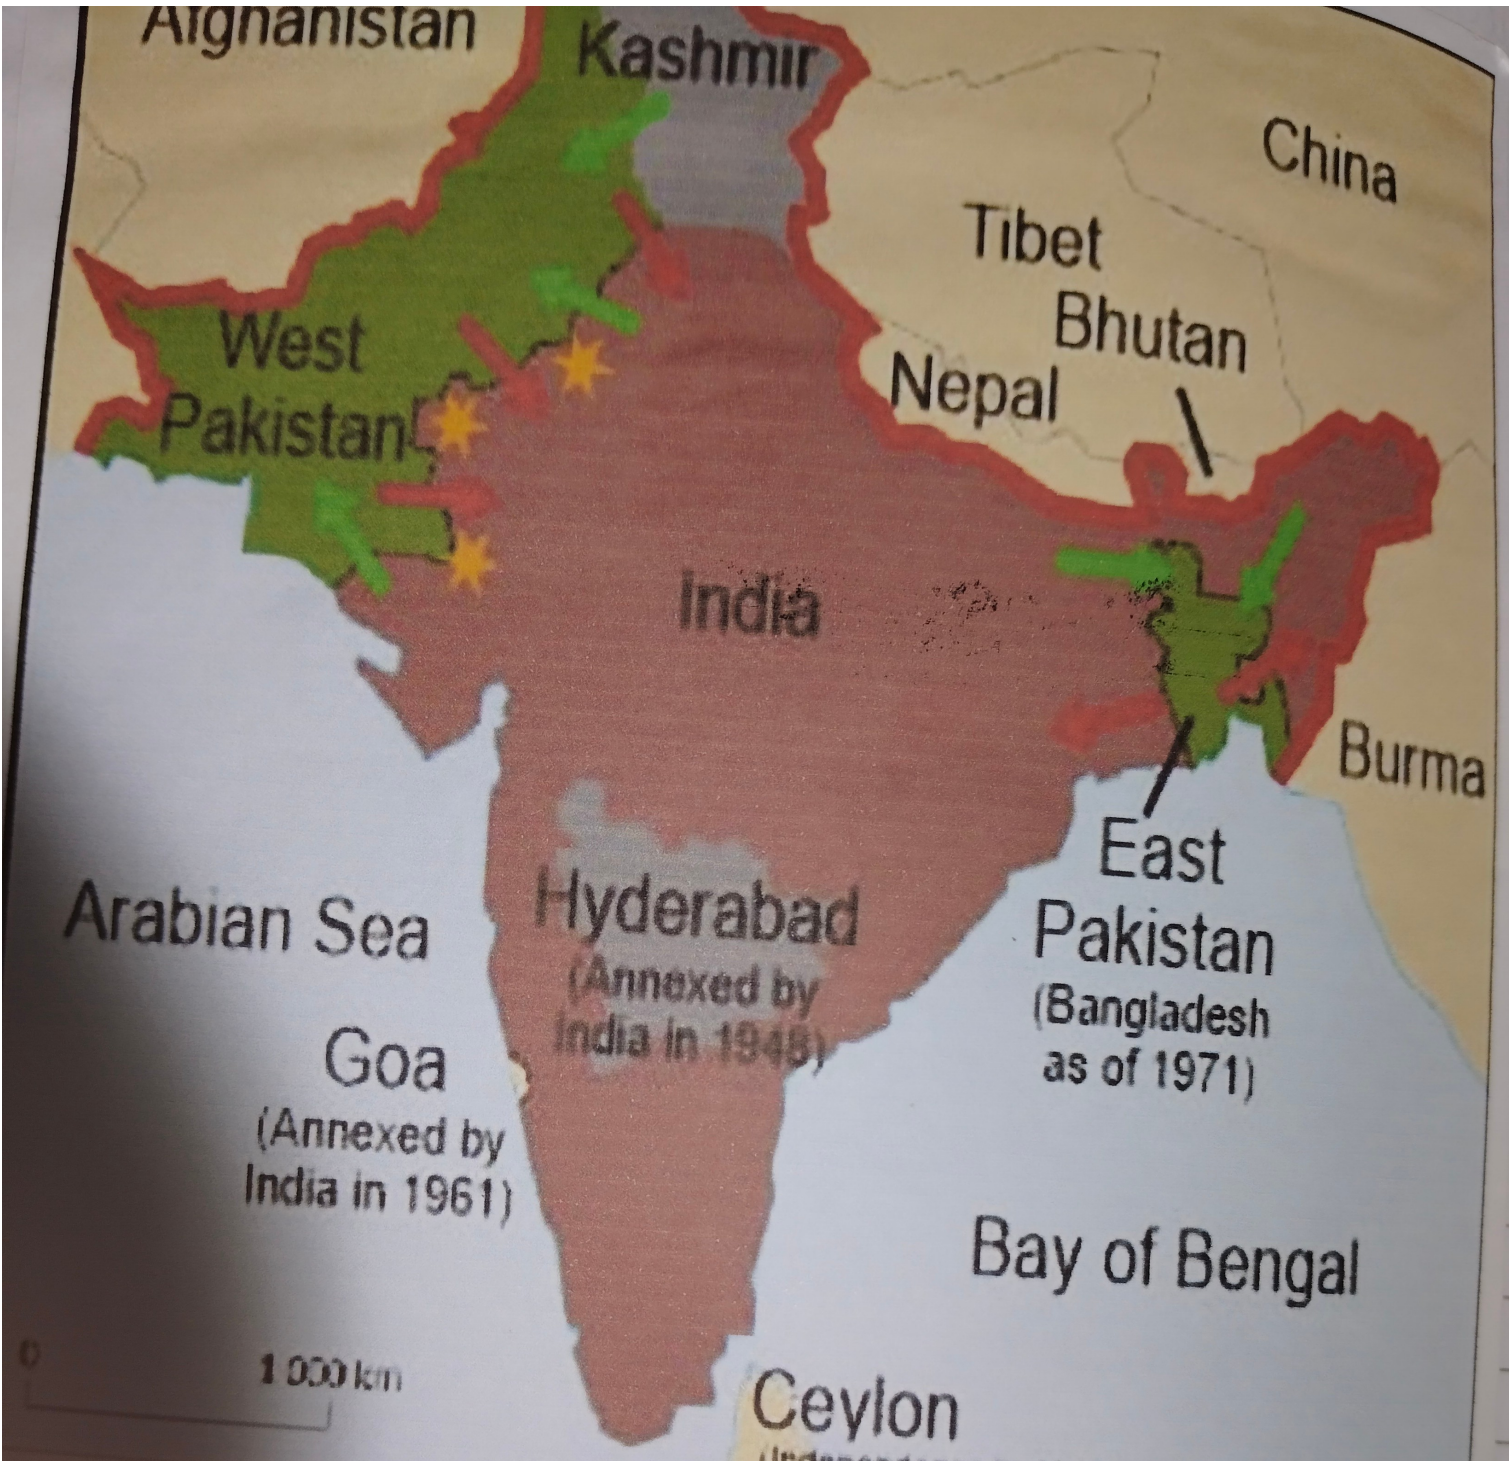 Afghanistan
Kashmir
China
Tibet
Bhutan
Nepal
West
Pakistan
India
Burma
East
Pakistan
(Bangladesh
as of 1971)
Hyderabad
(Annexed by
India in 1948)
Arabian Sea
Goa
(Annexed by
India in 1961)
Bay of Bengal
0
1 000 km
Ceylon